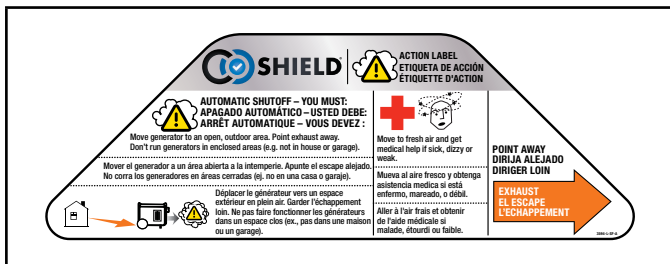 CO SHIELD®
ACTION LABEL
ETIQUETA DE ACCIÓN
ÉTIQUETTE D'ACTION
AUTOMATIC SHUTOFF – YOU MUST:
APAGADO AUTOMÁTICO – USTED DEBE:
ARRÊT AUTOMATIQUE – VOUS DEVEZ :
Move generator to an open, outdoor area. Point exhaust away.
Don't run generators in enclosed areas (e.g. not in house or garage).
Mover el generador a un área abierta a la intemperie. Apunte el escape alejado.
No corra los generadores en áreas cerradas (ej. no en una casa o garaje).
Déplacer le générateur vers un espace
extérieur en plein air. Garder l'échappement
loin. Ne pas faire fonctionner les générateurs
dans un espace clos (ex., pas dans une maison
ou un garage).
Move to fresh air and get
medical help if sick, dizzy or
weak.
Mueva al aire fresco y obtenga
asistencia medica si está
enfermo, mareado, o débil.
Aller à l'air frais et obtenir
de l'aide médicale si
malade, étourdi ou faible.
POINT AWAY
DIRIJA ALEJADO
DIRIGER LOIN
EXHAUST
EL ESCAPE
L'ECHAPPEMENT